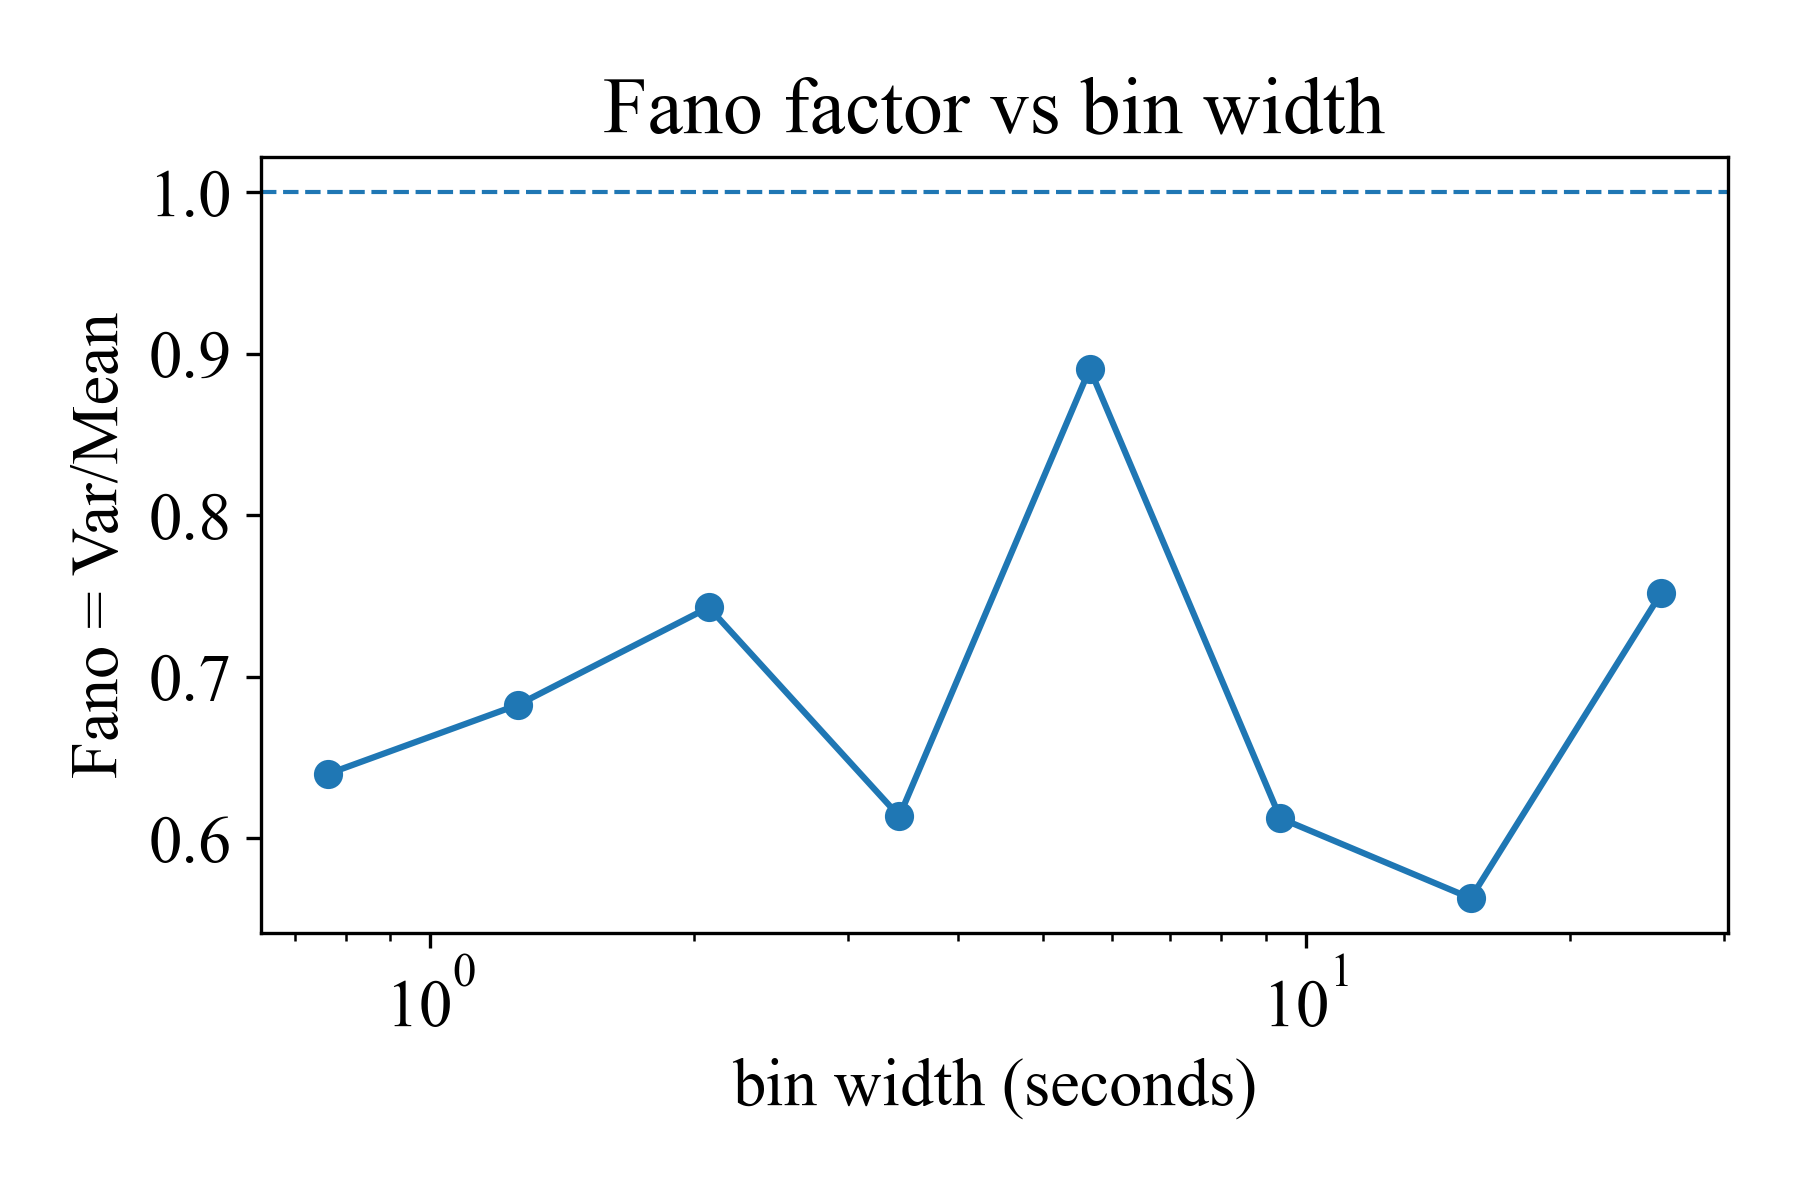 Fano factor vs bin width
Fano = Var/Mean
1.0
0.9
0.8
0.7
0.6
10^0
10^1
bin width (seconds)